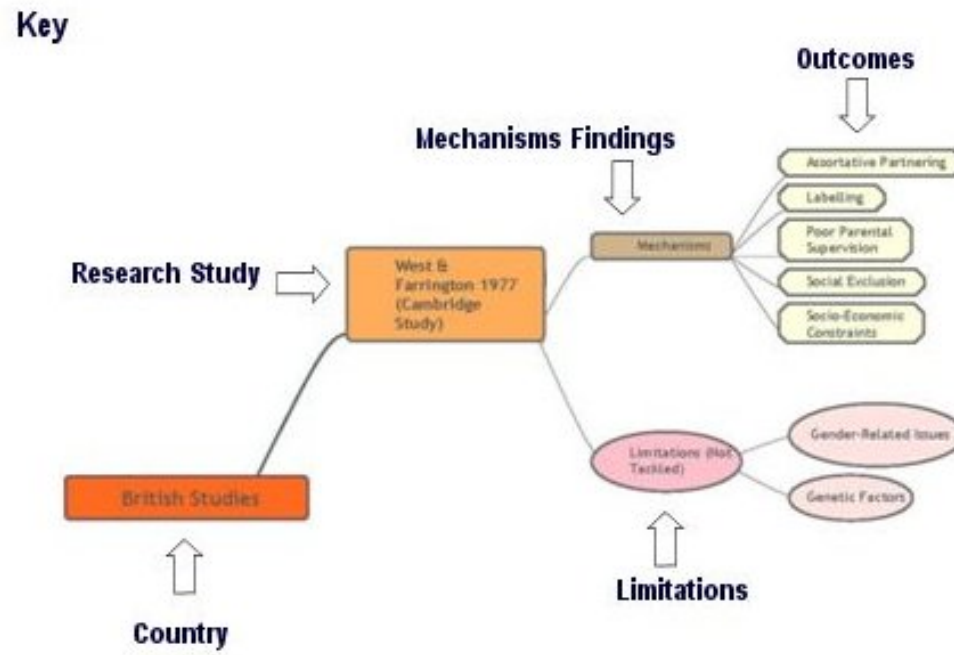 Key
Outcomes
Mechanisms Findings
Assortative Partnering
Labelling
Poor Parental
Supervision
Mechanisms
Social Exclusion
Socio-Economic
Constraints
Research Study
West &
Farrington 1977
(Cambridge
Study)
Gender-Related Issues
Limitations (Not
Tackled)
Genetic Factors
British Studies
Limitations
Country